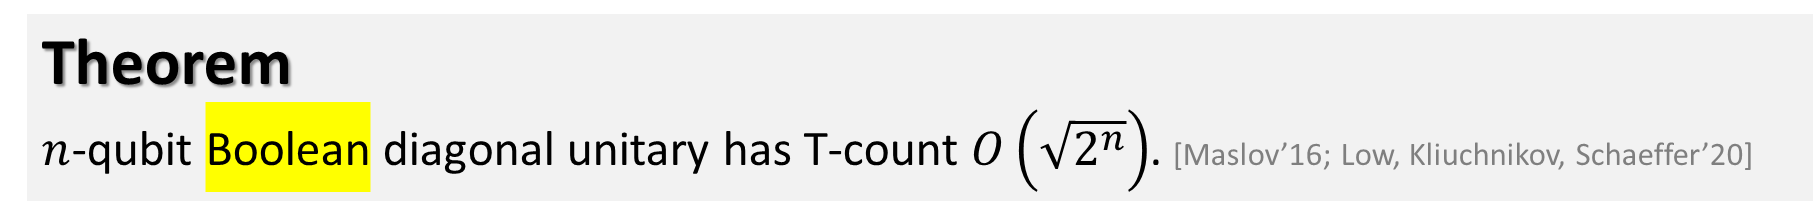 Theorem
n-qubit Boolean diagonal unitary has T-count O(√2ⁿ). [Maslov’16; Low, Kliuchnikov, Schaeffer’20]